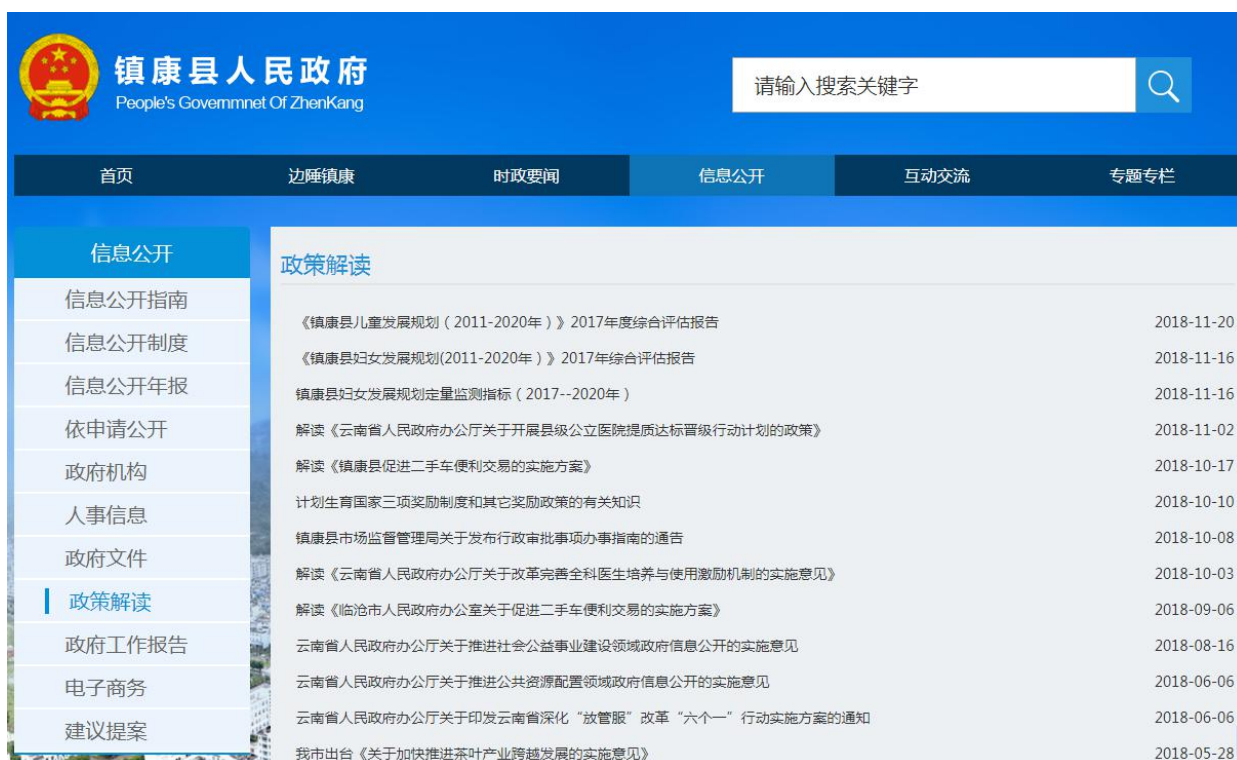 镇康县人民政府
People's Governmnet Of ZhenKang
请输入搜索关键字
首页 边陲镇康 时政要闻 信息公开 互动交流 专题专栏
信息公开
信息公开指南
信息公开制度
信息公开年报
依申请公开
政府机构
人事信息
政府文件
政策解读
政府工作报告
电子商务
建议提案
政策解读
《镇康县儿童发展规划（2011-2020年）》2017年度综合评估报告 2018-11-20
《镇康县妇女发展规划(2011-2020年）》2017年综合评估报告 2018-11-16
镇康县妇女发展规划定量监测指标（2017--2020年） 2018-11-16
解读《云南省人民政府办公厅关于开展县级公立医院提质达标晋级行动计划的政策》 2018-11-02
解读《镇康县促进二手车便利交易的实施方案》 2018-10-17
计划生育国家三项奖励制度和其它奖励政策的有关知识 2018-10-10
镇康县市场监督管理局关于发布行政审批事项办事指南的通告 2018-10-08
解读《云南省人民政府办公厅关于改革完善全科医生培养与使用激励机制的实施意见》 2018-10-03
解读《临沧市人民政府办公室关于促进二手车便利交易的实施方案》 2018-09-06
云南省人民政府办公厅关于推进社会公益事业建设领域政府信息公开的实施意见 2018-08-16
云南省人民政府办公厅关于推进公共资源配置领域政府信息公开的实施意见 2018-06-06
云南省人民政府办公厅关于印发云南省深化“放管服”改革“六个一”行动实施方案的通知 2018-06-06
我市出台《关于加快推进茶叶产业跨越发展的实施意见》 2018-05-28